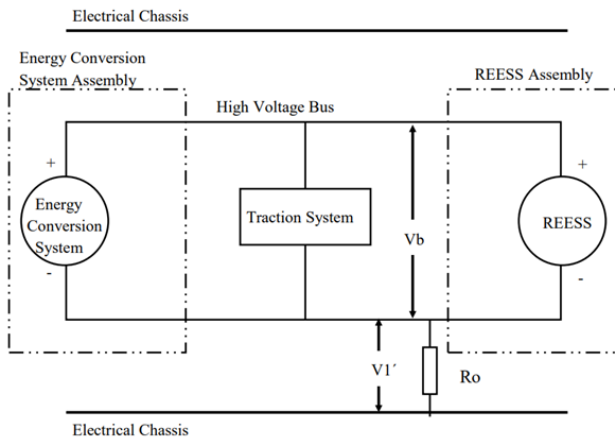 Electrical Chassis
Energy Conversion
System Assembly
REESS Assembly
High Voltage Bus
+
+
Energy
Conversion
System
Traction System
Vb
REESS
-
-
V1´
Ro
Electrical Chassis